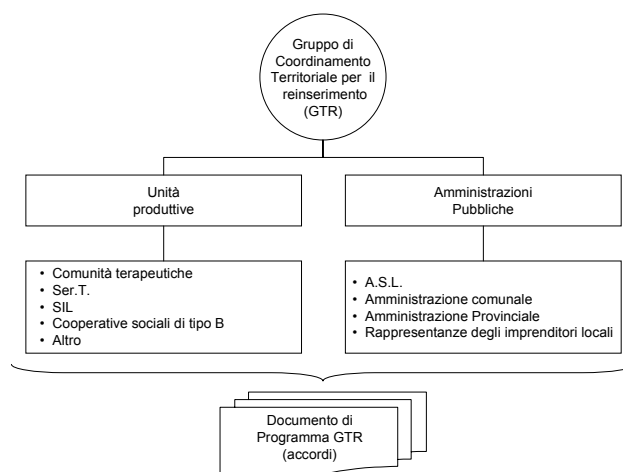 Gruppo di
Coordinamento
Territoriale per il
reinserimento
(GTR)
Unità
produttive
Amministrazioni
Pubbliche
• Comunità terapeutiche
• Ser.T.
• SIL
• Cooperative sociali di tipo B
• Altro
• A.S.L.
• Amministrazione comunale
• Amministrazione Provinciale
• Rappresentanze degli imprenditori locali
Documento di
Programma GTR
(accordi)